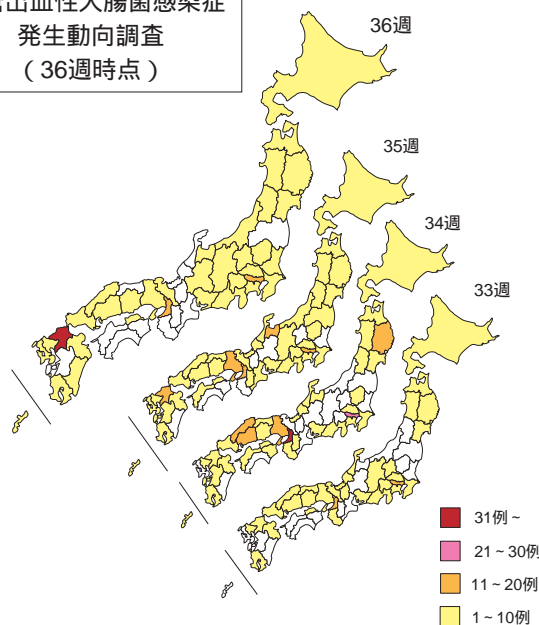 出血性大腸菌感染症
発生動向調査
(36週時点)
36週
35週
34週
33週
31例~
21~30例
11~20例
1~10例